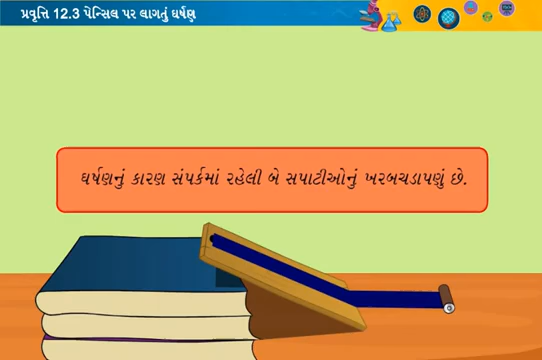 પ્રવૃત્તિ 12.3 પેન્સિલ પર લાગતું ઘર્ષણ
ઘર્ષણનું કારણ સંપર્કમાં રહેલી બે સપાટીઓનું ખરબચડાપણું છે.